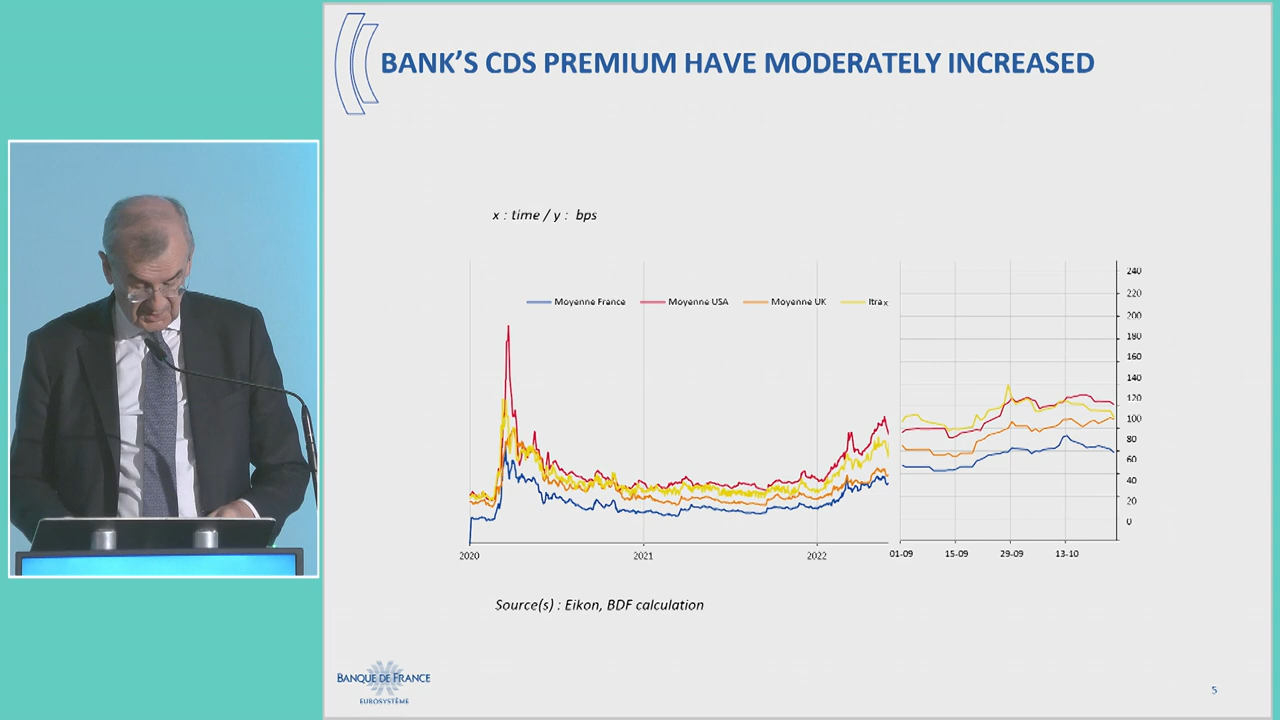 BANK'S CDS PREMIUM HAVE MODERATELY INCREASED
x : time / y : bps
Moyenne France Moyenne USA Moyenne UK Itrax
240
220
200
180
160
140
120
100
80
60
40
20
0
2020 2021 2022 01-09 15-09 29-09 13-10
Source(s) : Eikon, BDF calculation
BANQUE DE FRANCE
EUROSYSTÈME
5